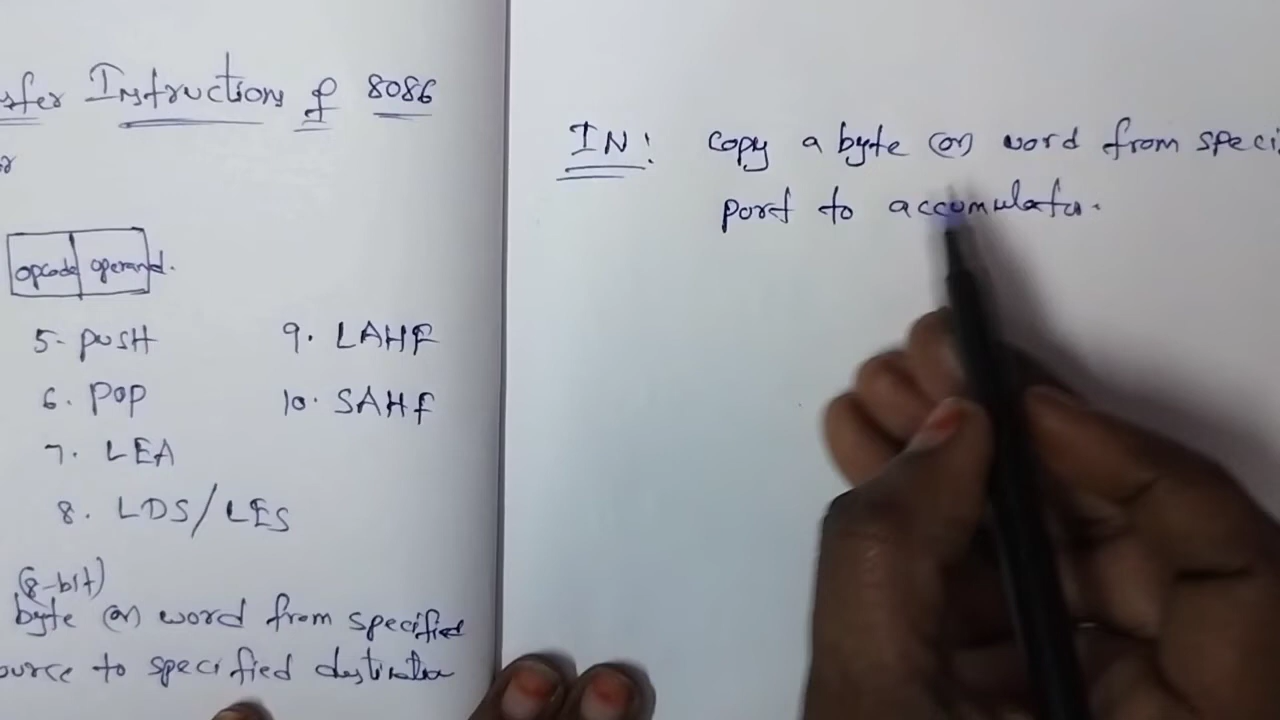 sfer Instructions of 8086
or
opcode operand.
5. PUSH
6. POP
7. LEA
8. LDS/LES
9. LAHF
10. SAHF
(8-bit)
byte (or) word from specified
ource to specified destination
IN: Copy a byte (or) word from speci
port to accumulator.